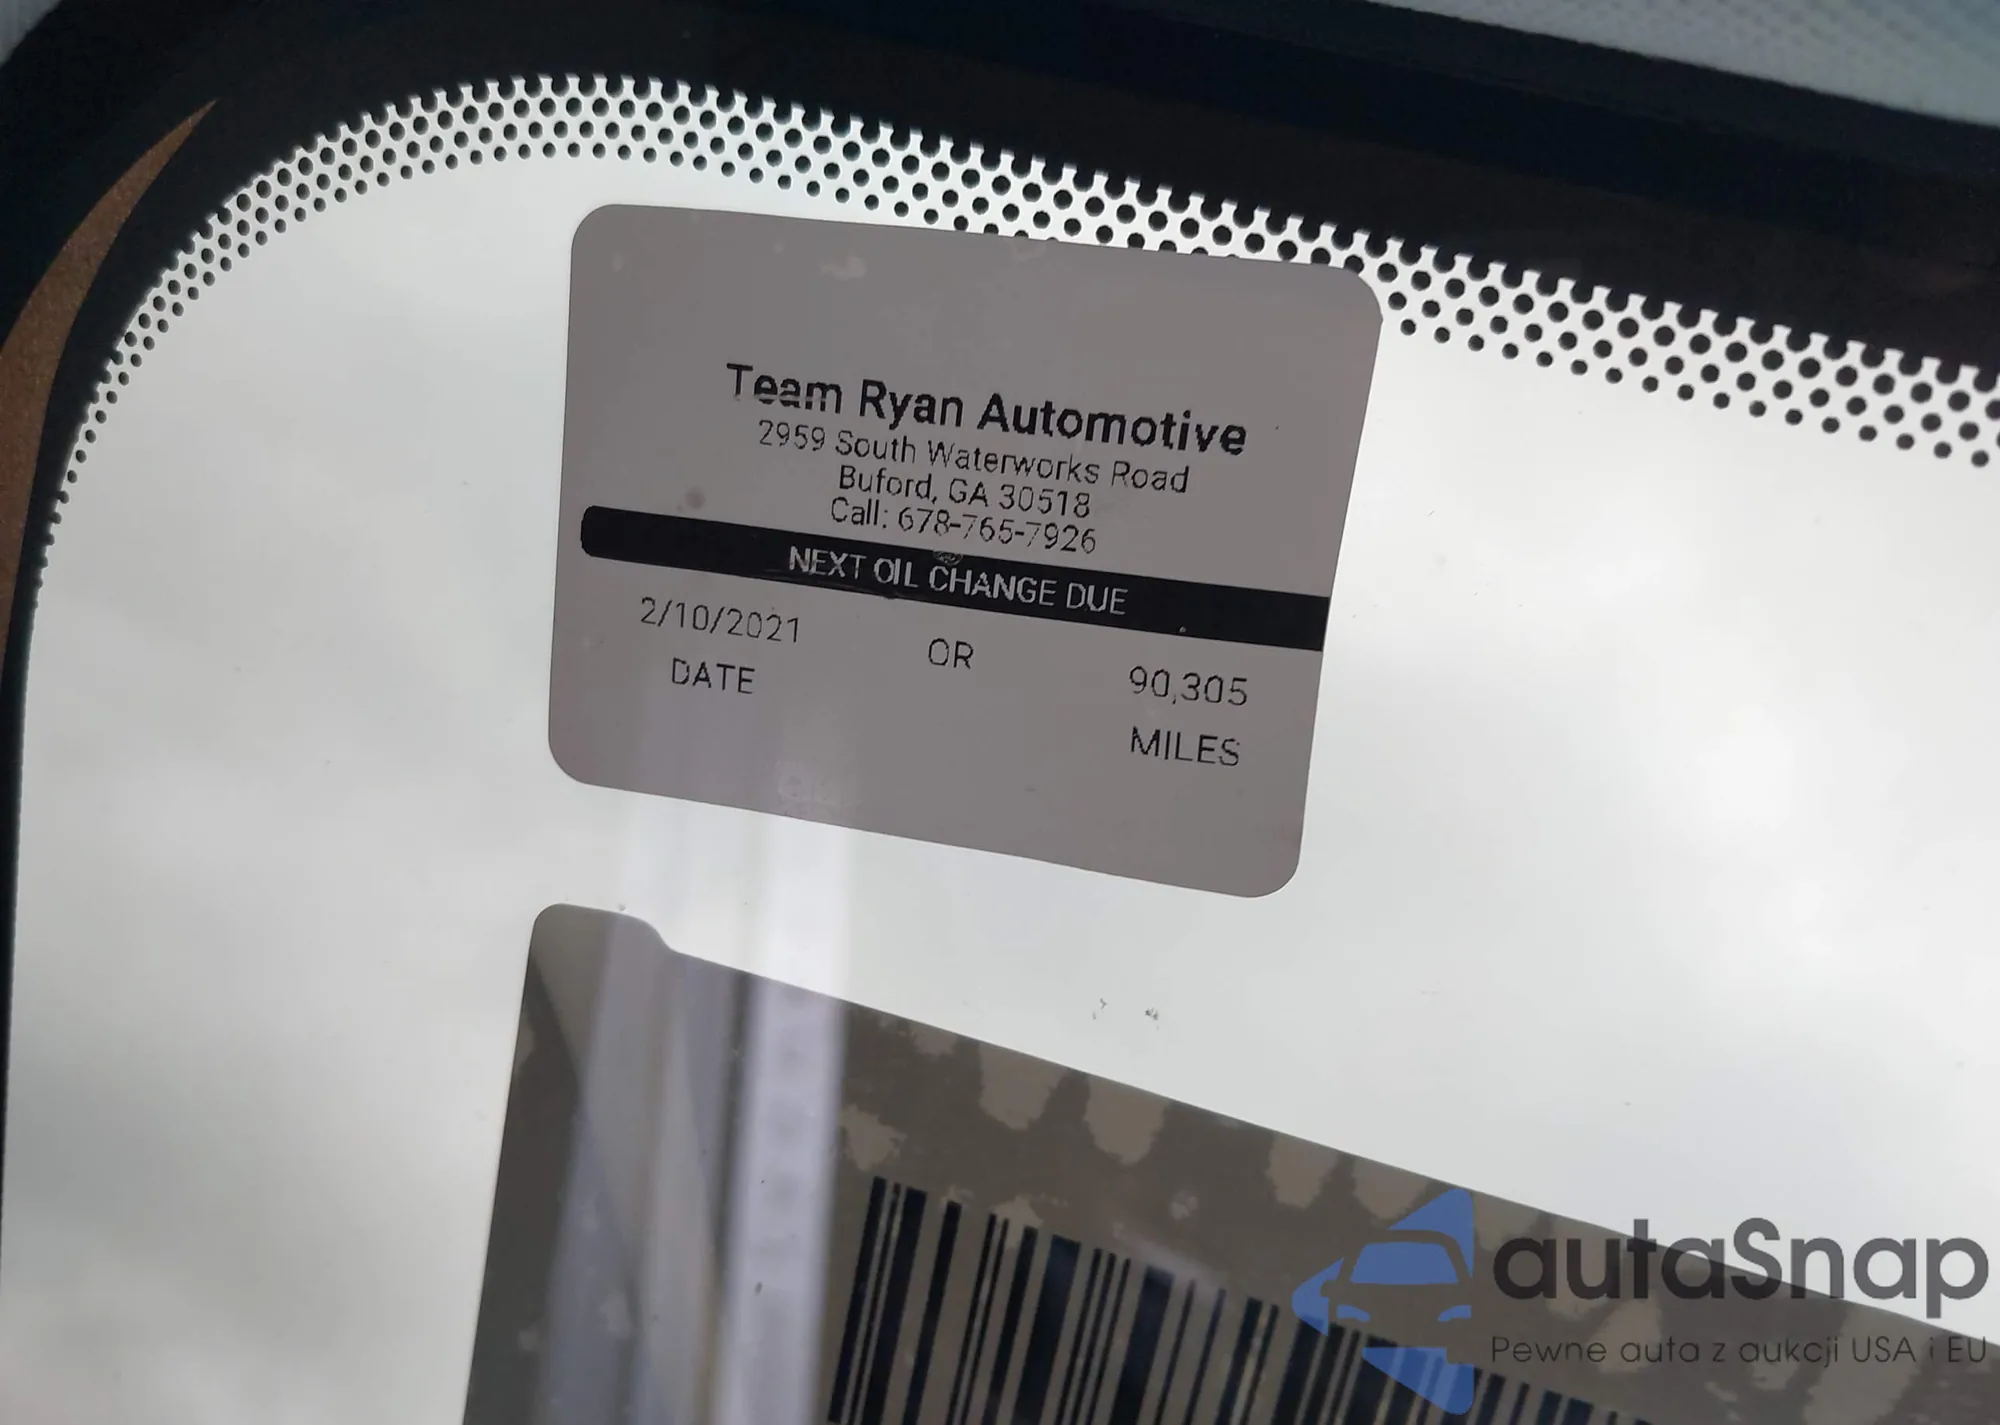 Team Ryan Automotive
2959 South Waterworks Road
Buford, GA 30518
Call: 678-765-7926
NEXT OIL CHANGE DUE
2/10/2021
OR
90,305
DATE
MILES
autaSnap
Pewne auta z aukcji USA i EU